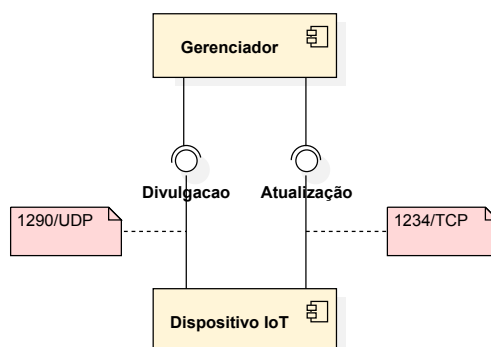 Gerenciador
Divulgacao
Atualização
1290/UDP
1234/TCP
Dispositivo IoT